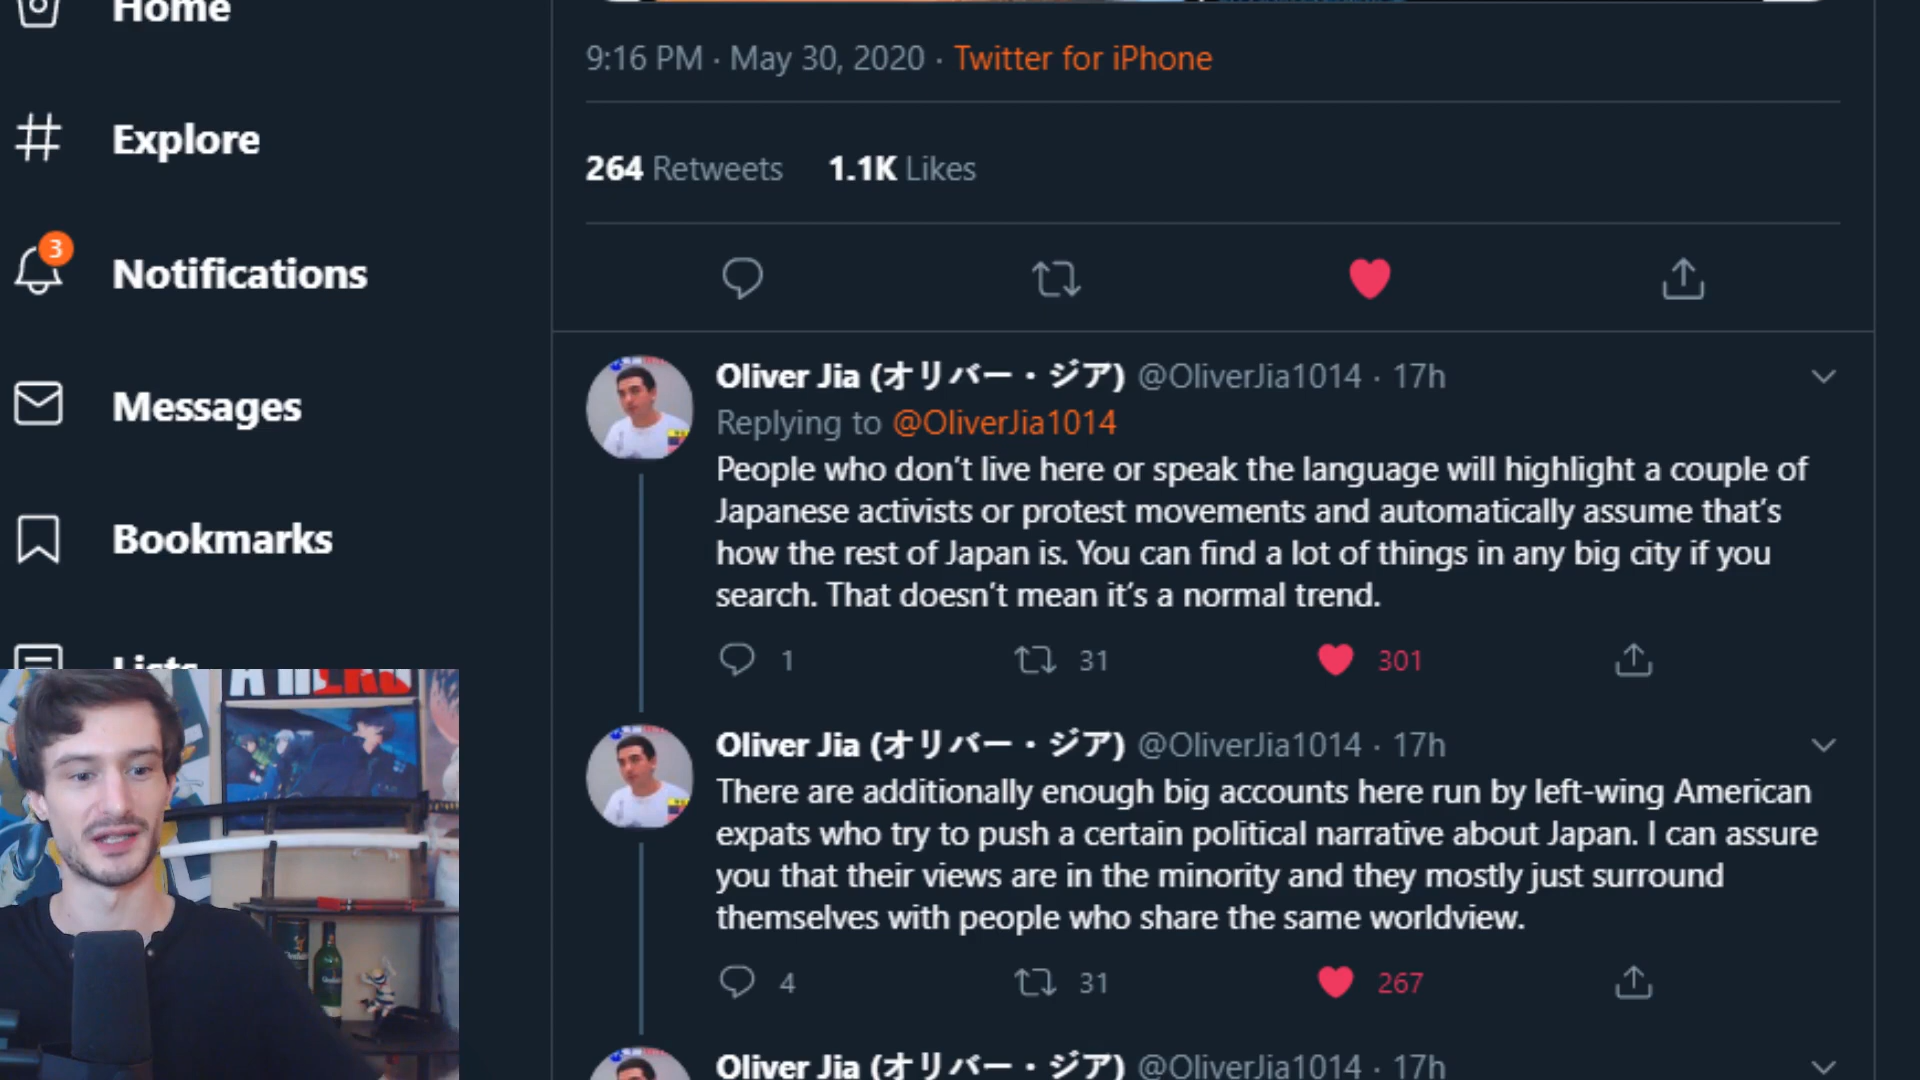 Home
Explore
3
Notifications
Messages
Bookmarks
Lists
9:16 PM · May 30, 2020 · Twitter for iPhone
264 Retweets 1.1K Likes
Oliver Jia (オリバー・ジア) @OliverJia1014 · 17h
Replying to @OliverJia1014
People who don’t live here or speak the language will highlight a couple of
Japanese activists or protest movements and automatically assume that’s
how the rest of Japan is. You can find a lot of things in any big city if you
search. That doesn’t mean it’s a normal trend.
1 31 301
Oliver Jia (オリバー・ジア) @OliverJia1014 · 17h
There are additionally enough big accounts here run by left-wing American
expats who try to push a certain political narrative about Japan. I can assure
you that their views are in the minority and they mostly just surround
themselves with people who share the same worldview.
4 31 267
Oliver Jia (オリバー・ジア) @OliverJia1014 · 17h
A HERO